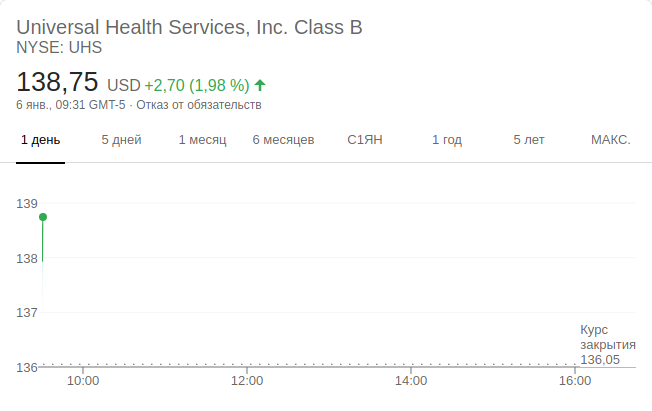 Universal Health Services, Inc. Class B
NYSE: UHS
138,75 USD +2,70 (1,98 %)
6 янв., 09:31 GMT-5 · Отказ от обязательств
1 день 5 дней 1 месяц 6 месяцев С1ЯН 1 год 5 лет МАКС.
139
138
137
136
Курс
закрытия
136,05
10:00 12:00 14:00 16:00